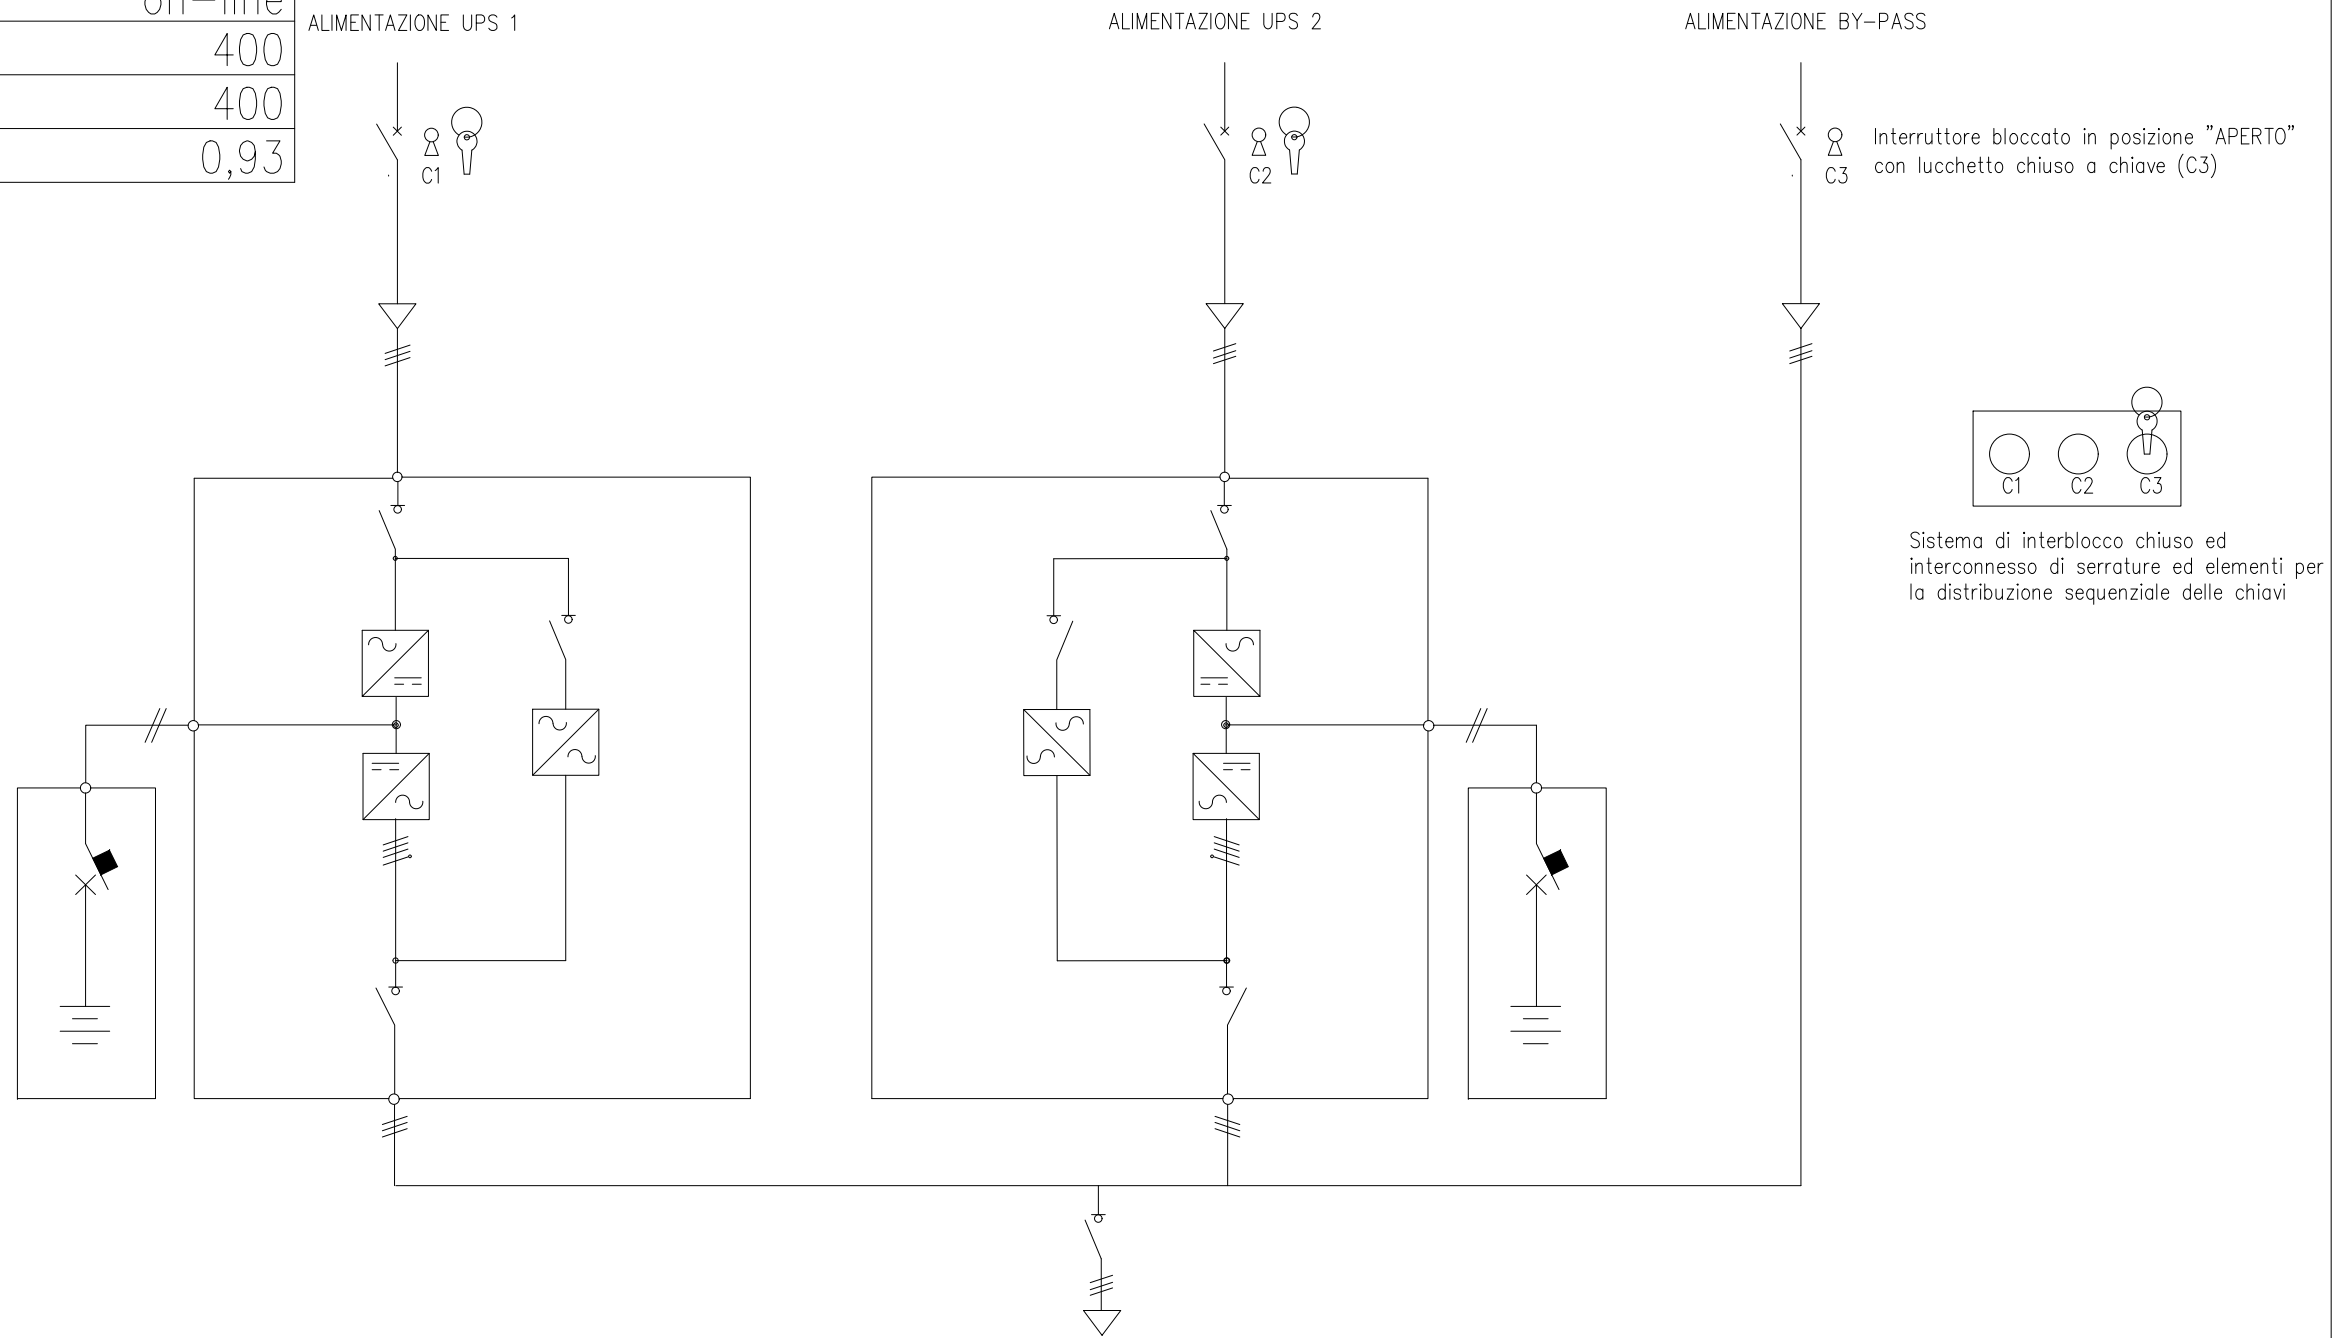 on-line
400
400
0,93
ALIMENTAZIONE UPS 1
ALIMENTAZIONE UPS 2
ALIMENTAZIONE BY-PASS
C1
C2
C3
Interruttore bloccato in posizione "APERTO"
con lucchetto chiuso a chiave (C3)
C1 C2 C3
Sistema di interblocco chiuso ed
interconnesso di serrature ed elementi per
la distribuzione sequenziale delle chiavi